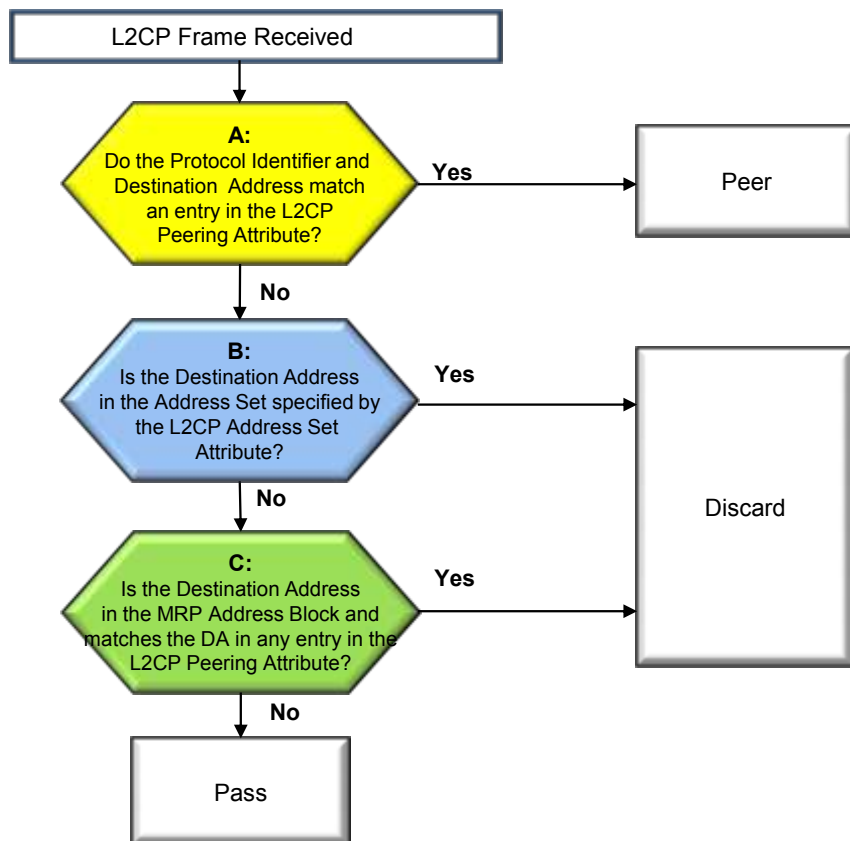 L2CP Frame Received
A:
Do the Protocol Identifier and
Destination Address match
an entry in the L2CP
Peering Attribute?
Yes
Peer
No
B:
Is the Destination Address
in the Address Set specified by
the L2CP Address Set
Attribute?
Yes
Discard
No
C:
Is the Destination Address
in the MRP Address Block and
matches the DA in any entry in the
L2CP Peering Attribute?
Yes
No
Pass